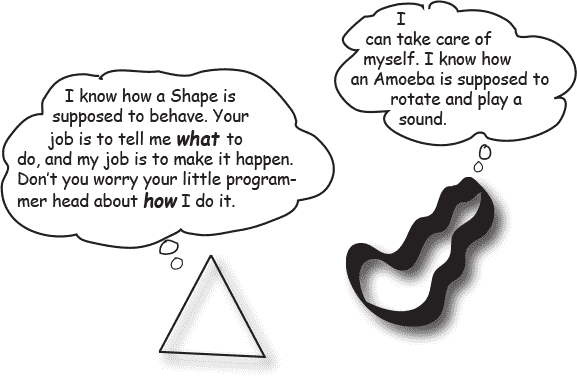 I know how a Shape is
supposed to behave. Your
job is to tell me what to
do, and my job is to make it happen.
Don't you worry your little program-
mer head about how I do it.
I
can take care of
myself. I know how
an Amoeba is supposed to
rotate and play a
sound.